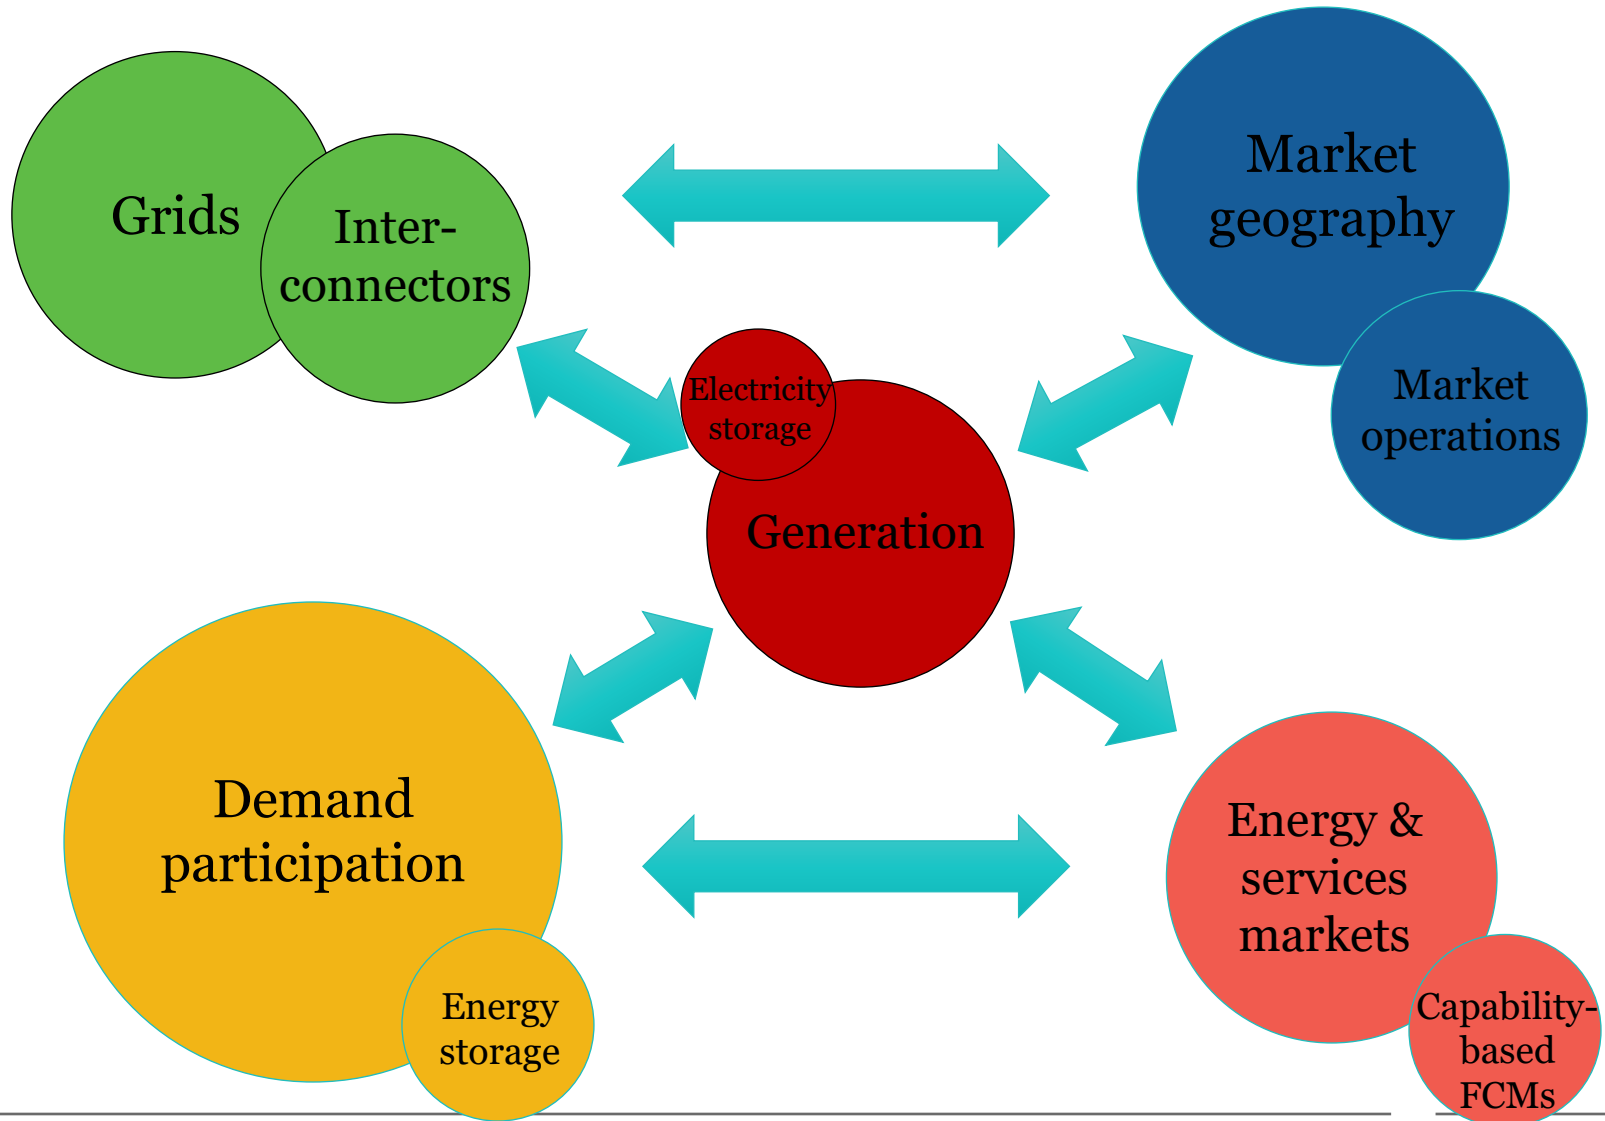 Grids
Inter-
connectors
Market
geography
Market
operations
Electricity
storage
Generation
Demand
participation
Energy
storage
Energy &
services
markets
Capability-
based
FCMs